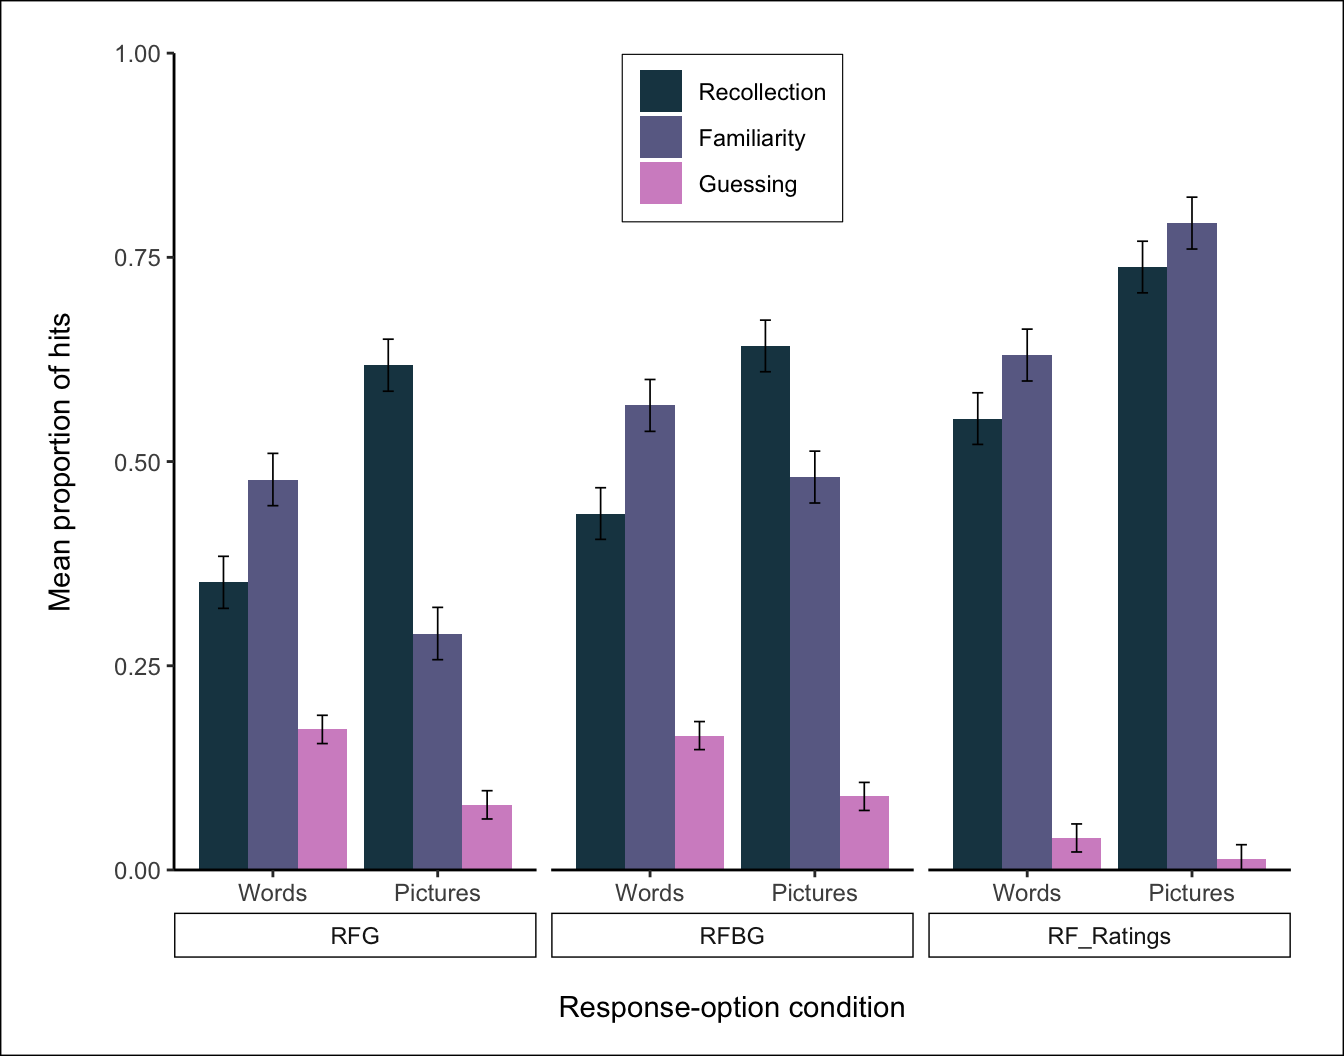 1.00
0.75
0.50
0.25
0.00
Mean proportion of hits
Recollection
Familiarity
Guessing
Words Pictures Words Pictures Words Pictures
RFG RFBG RF_Ratings
Response-option condition